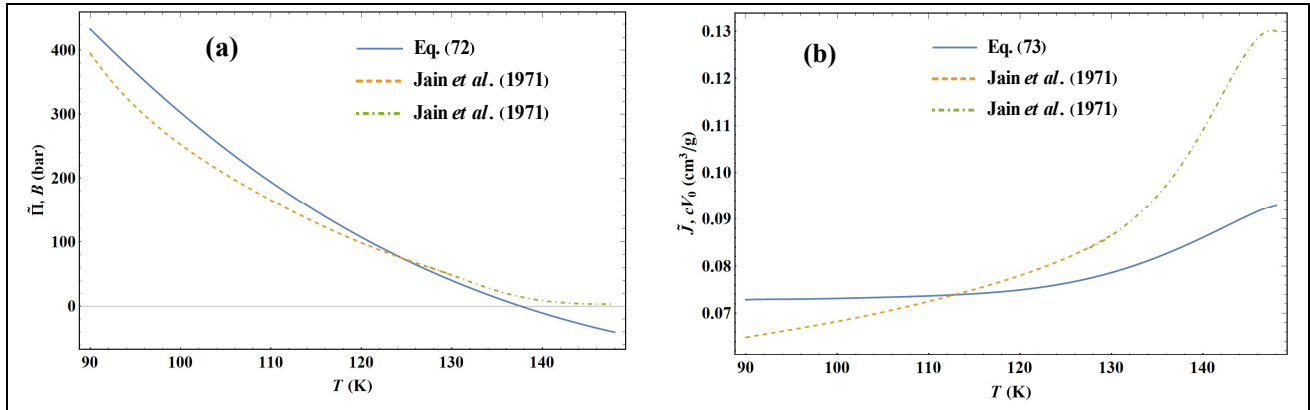 (a)
Eq. (72)
Jain et al. (1971)
Jain et al. (1971)
Π̃, B (bar)
400
300
200
100
0
90 100 110 120 130 140
T (K)
(b)
Eq. (73)
Jain et al. (1971)
Jain et al. (1971)
J̃, cV₀ (cm³/g)
0.13
0.12
0.11
0.10
0.09
0.08
0.07
90 100 110 120 130 140
T (K)